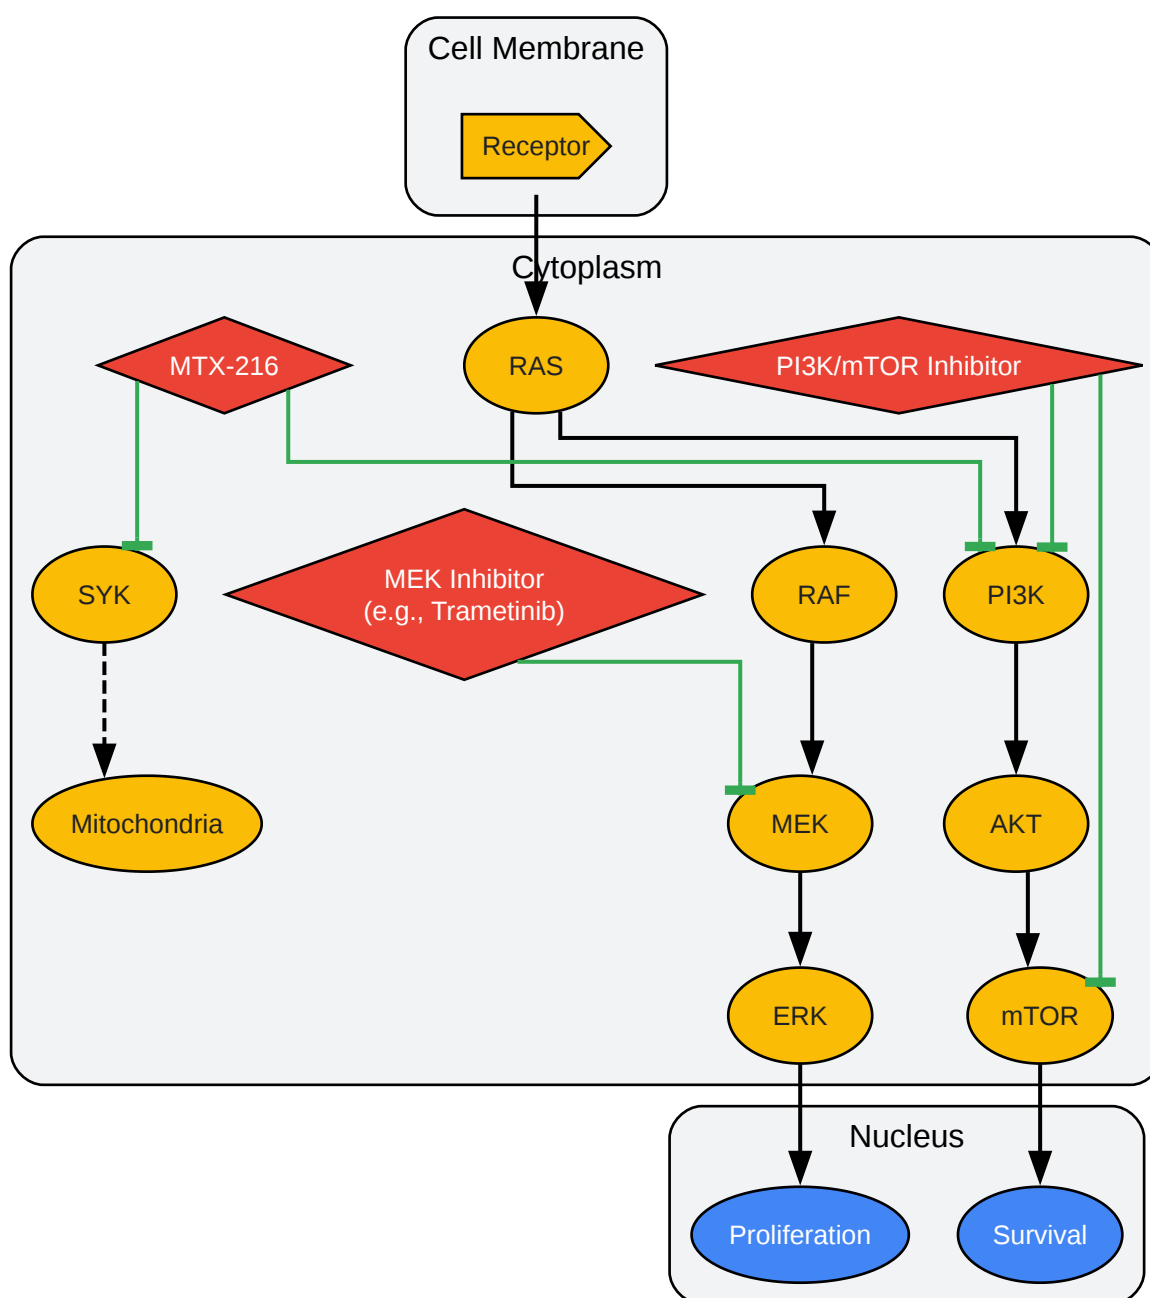 Cell Membrane
Receptor
Cytoplasm
MTX-216
RAS
PI3K/mTOR Inhibitor
SYK
MEK Inhibitor
(e.g., Trametinib)
RAF
PI3K
Mitochondria
MEK
AKT
ERK
mTOR
Nucleus
Proliferation
Survival